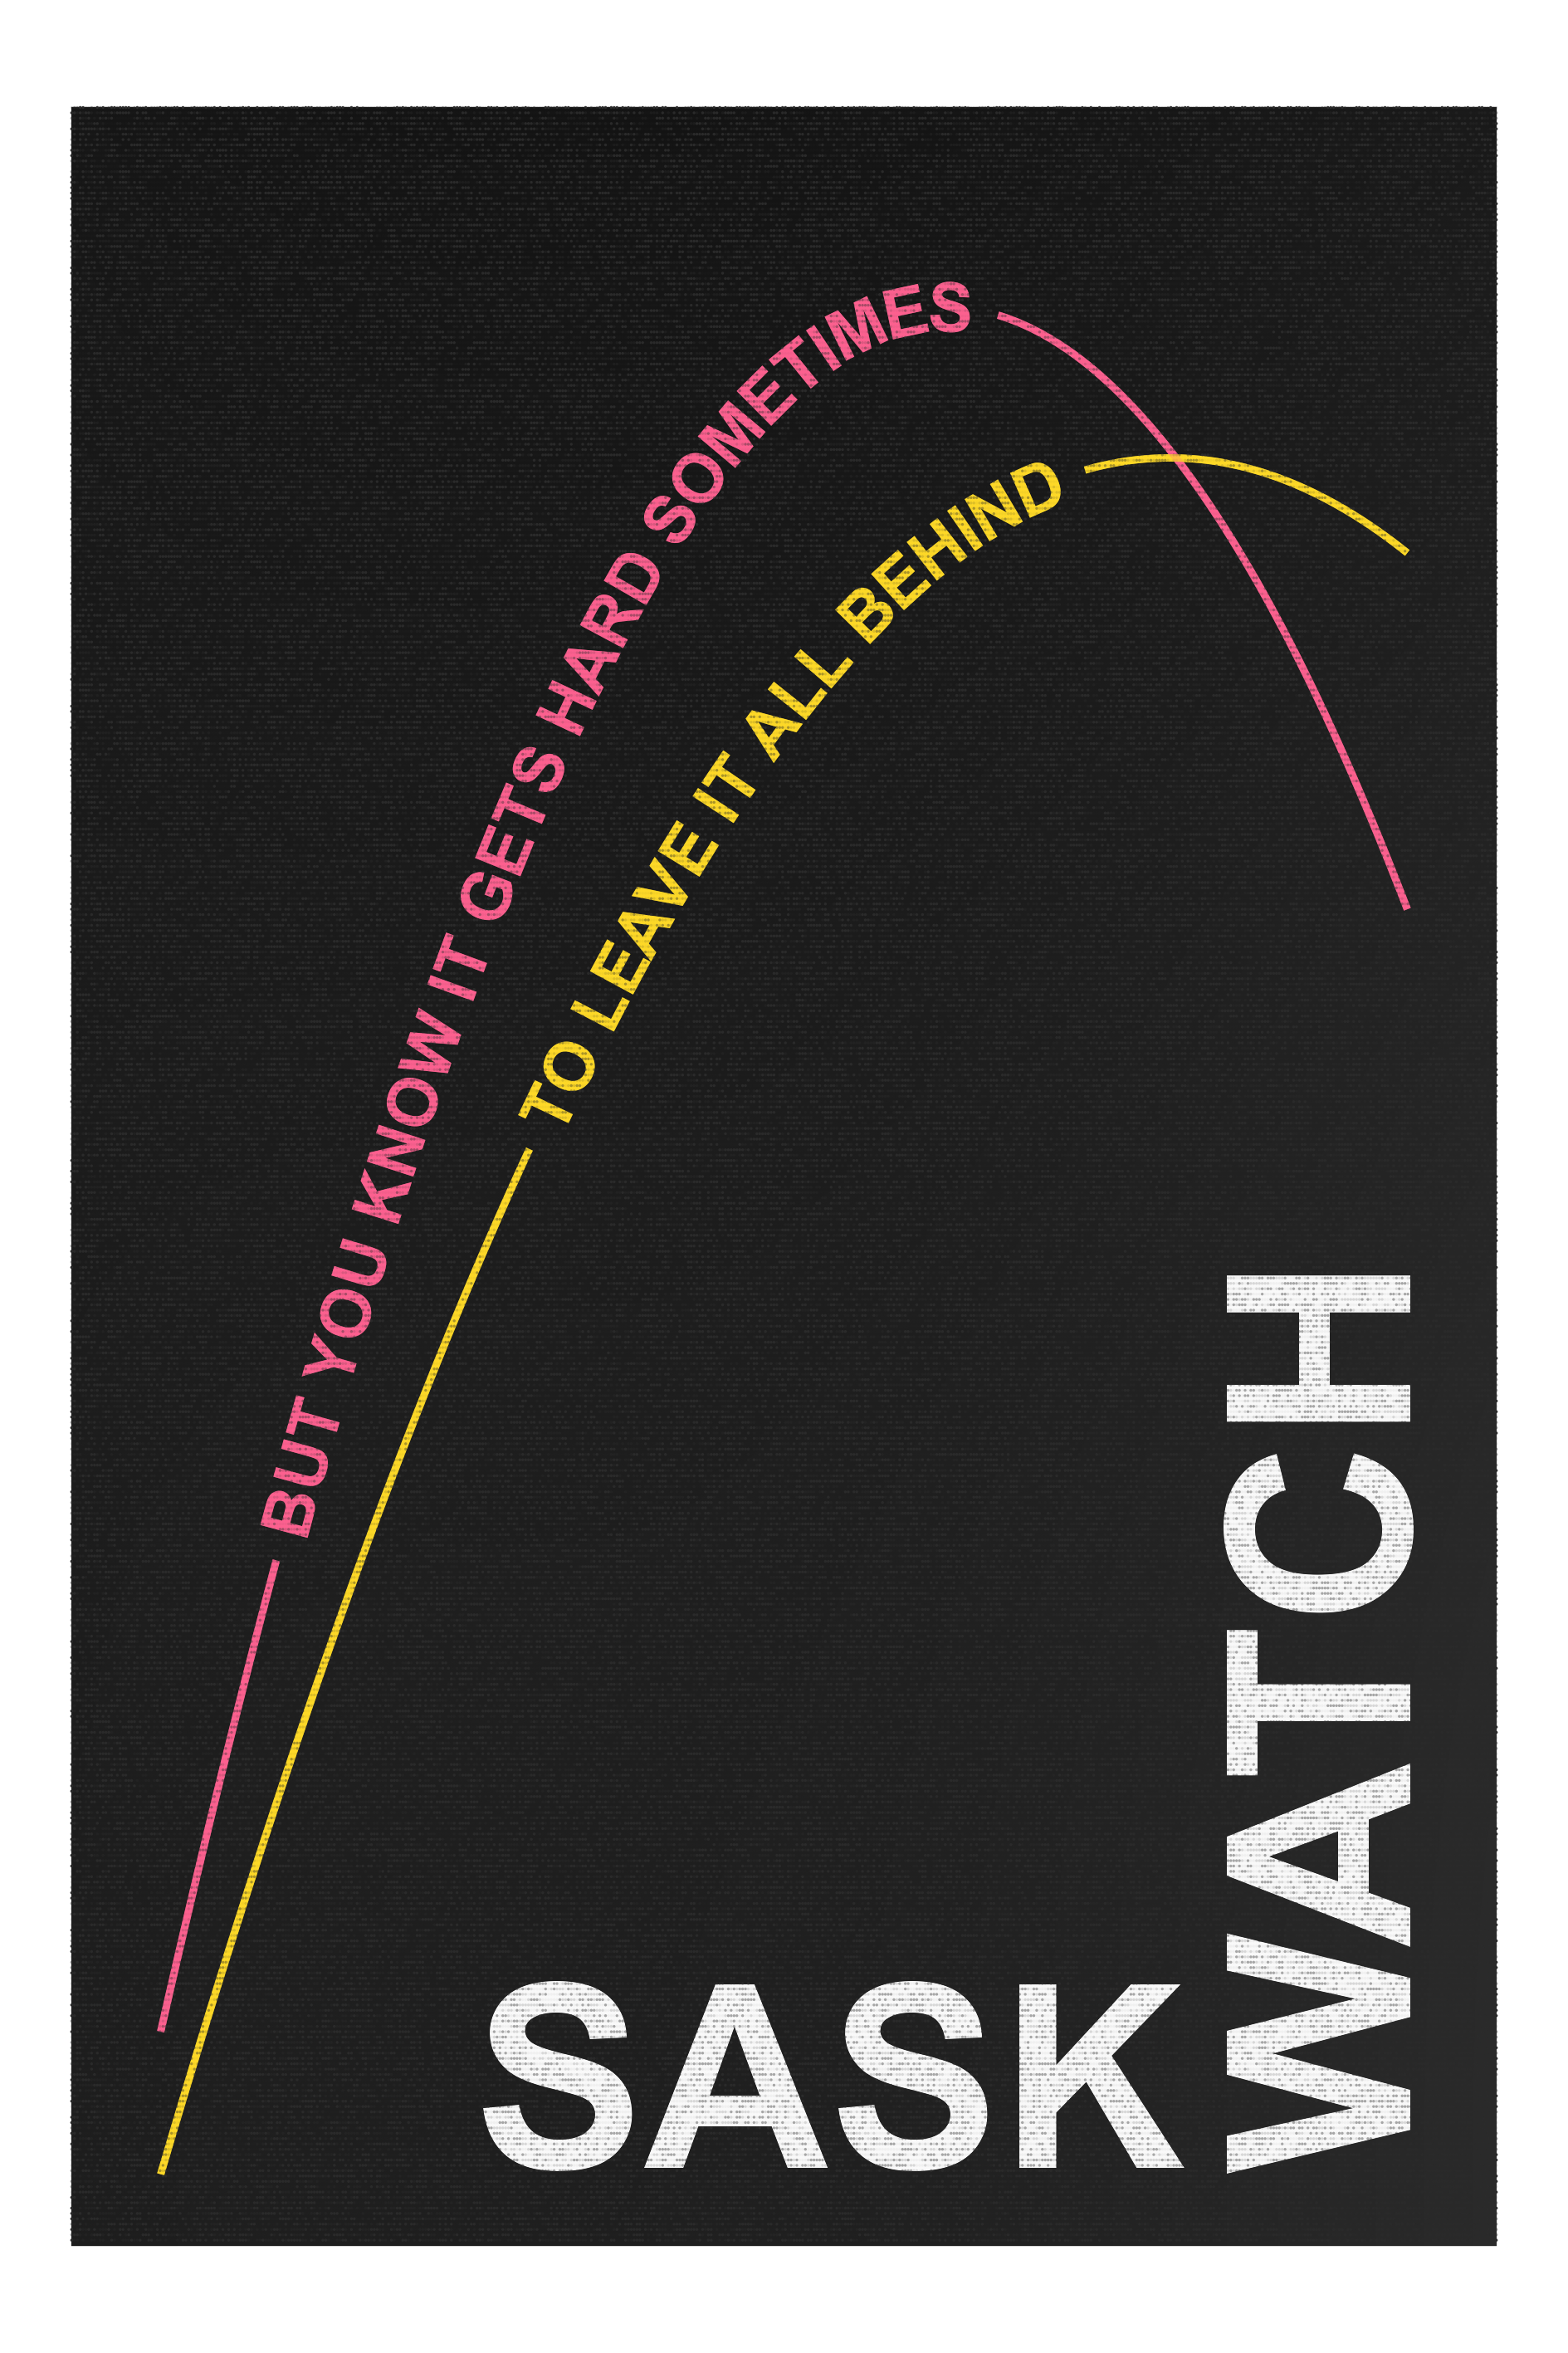 BUT YOU KNOW IT GETS HARD SOMETIMES
TO LEAVE IT ALL BEHIND
SASK
WATCH